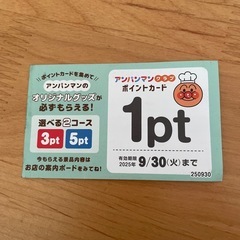 ポイントカードを集めて
アンパンマンの
オリジナルグッズが
必ずもらえる!
選べる2コース
3pt 5pt
今もらえる景品内容は
お店の案内ボードをみてね!
アンパンマンクラブ
ポイントカード
1pt
有効期限
2025年 9/30(火)まで
250930